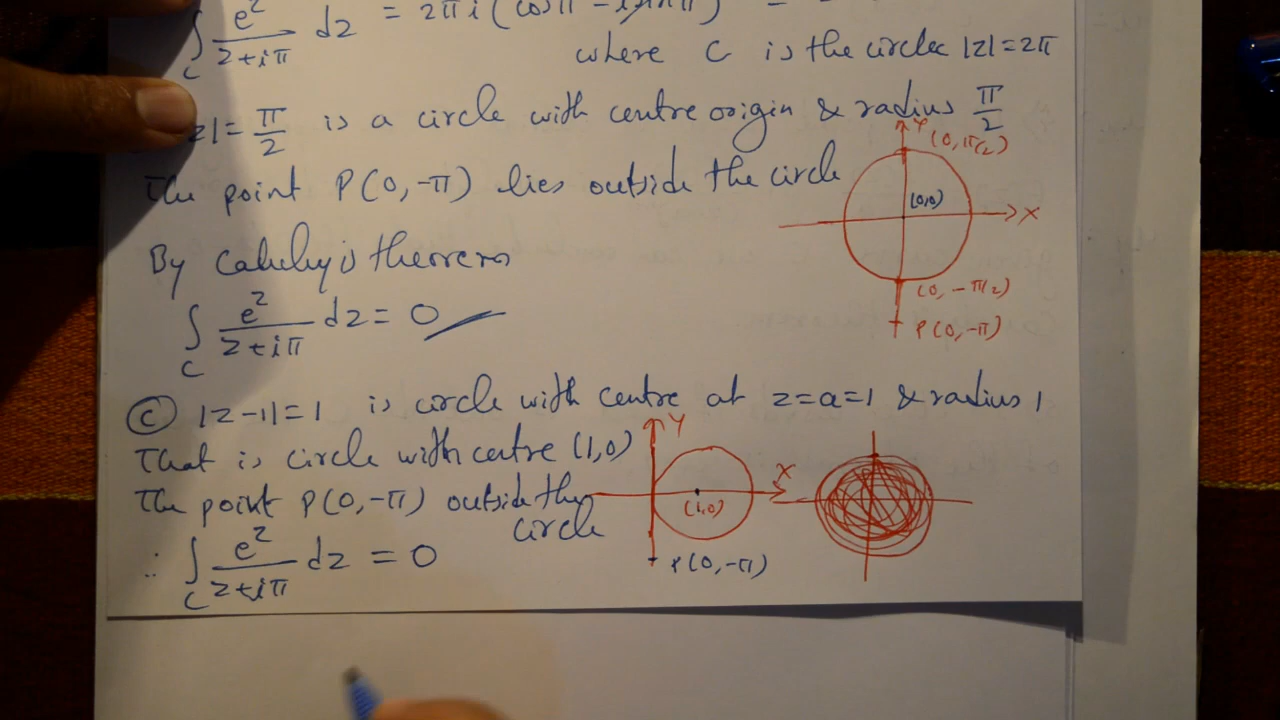 ∫_C e^z/(z+iπ) dz = 2πi (cosπ - i sinπ) =
where C is the circle |z|=2π
z|= π/2 is a circle with centre origin & radius π/2
The point P(0,-π) lies outside the circle
Y (0,π/2)
(0,0) X
(0,-π/2)
P(0,-π)
By Cauchy's theorem
∫_C e^z/(z+iπ) dz = 0
(c) |z-1|=1 is circle with centre at z=a=1 & radius 1
That is circle with centre (1,0)
The point P(0,-π) outside the
circle
Y X
(1,0)
P(0,-π)
∴ ∫_C e^z/(z+iπ) dz = 0